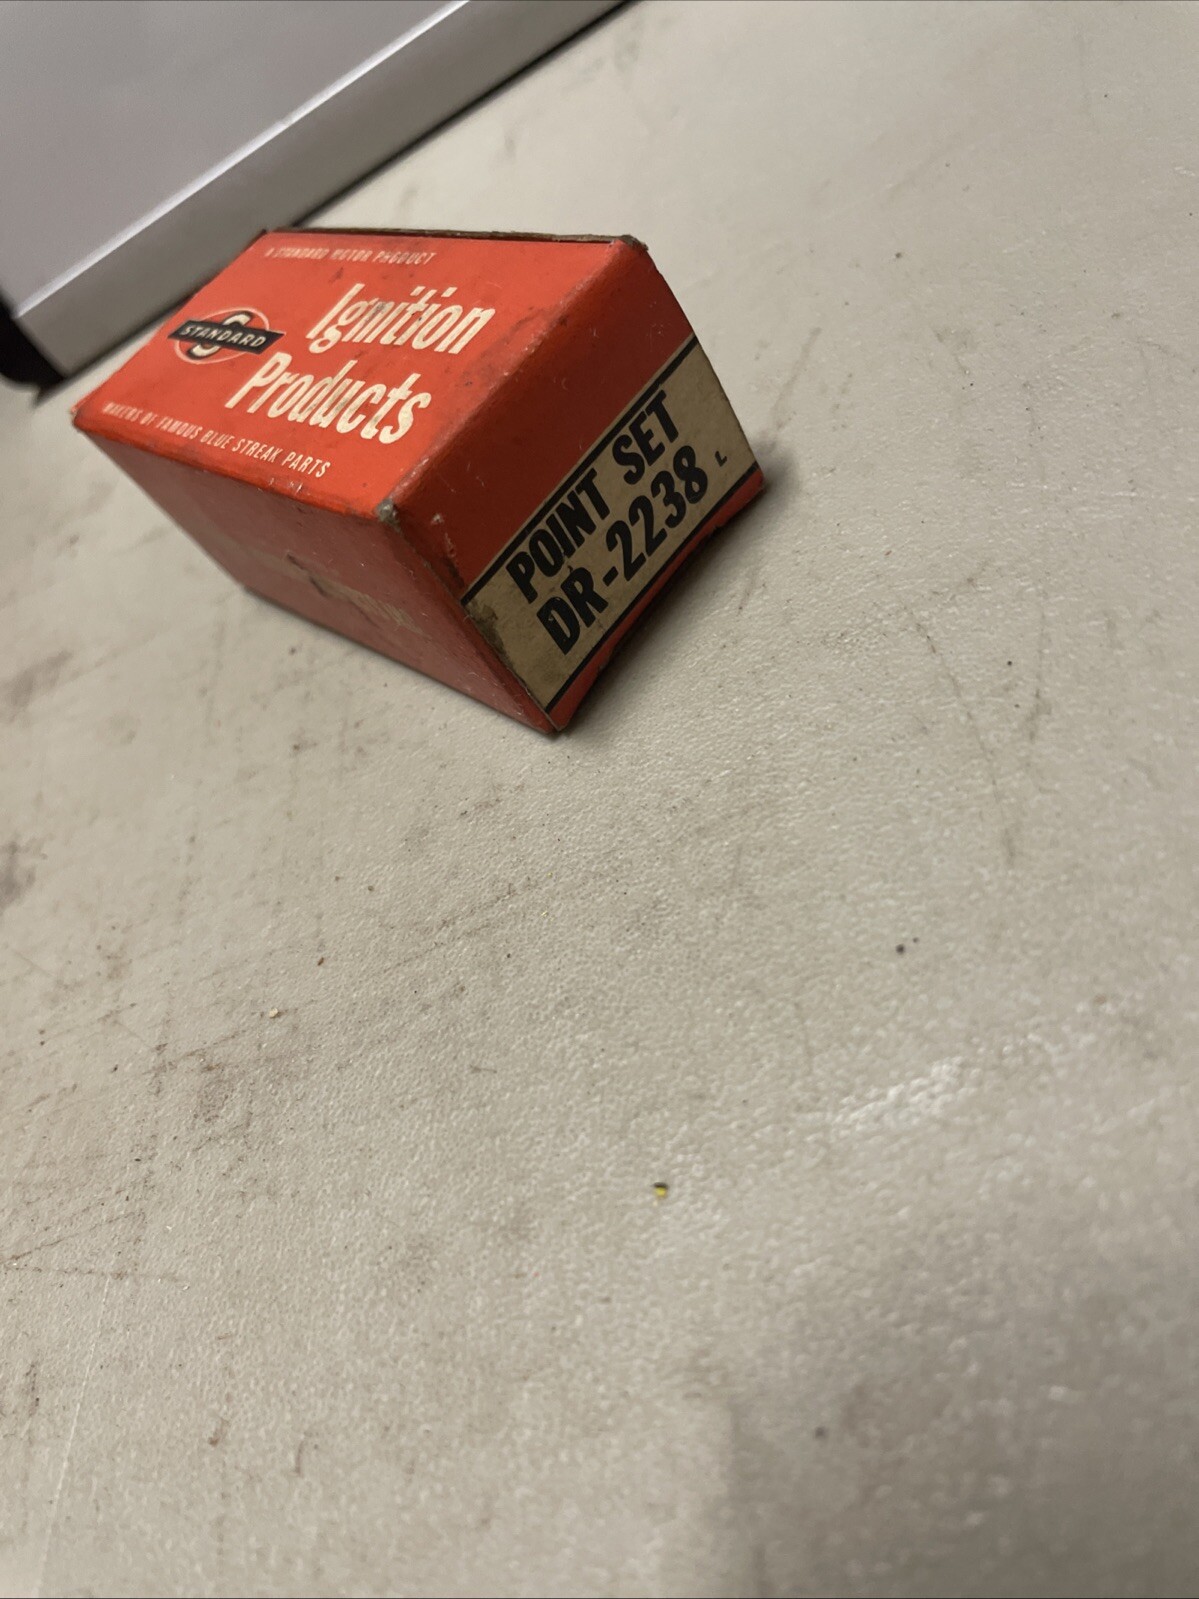 A STANDARD MOTOR PRODUCT
Ignition
Products
STANDARD
MAKERS OF FAMOUS BLUE STREAK PARTS
POINT SET
DR-2238 L